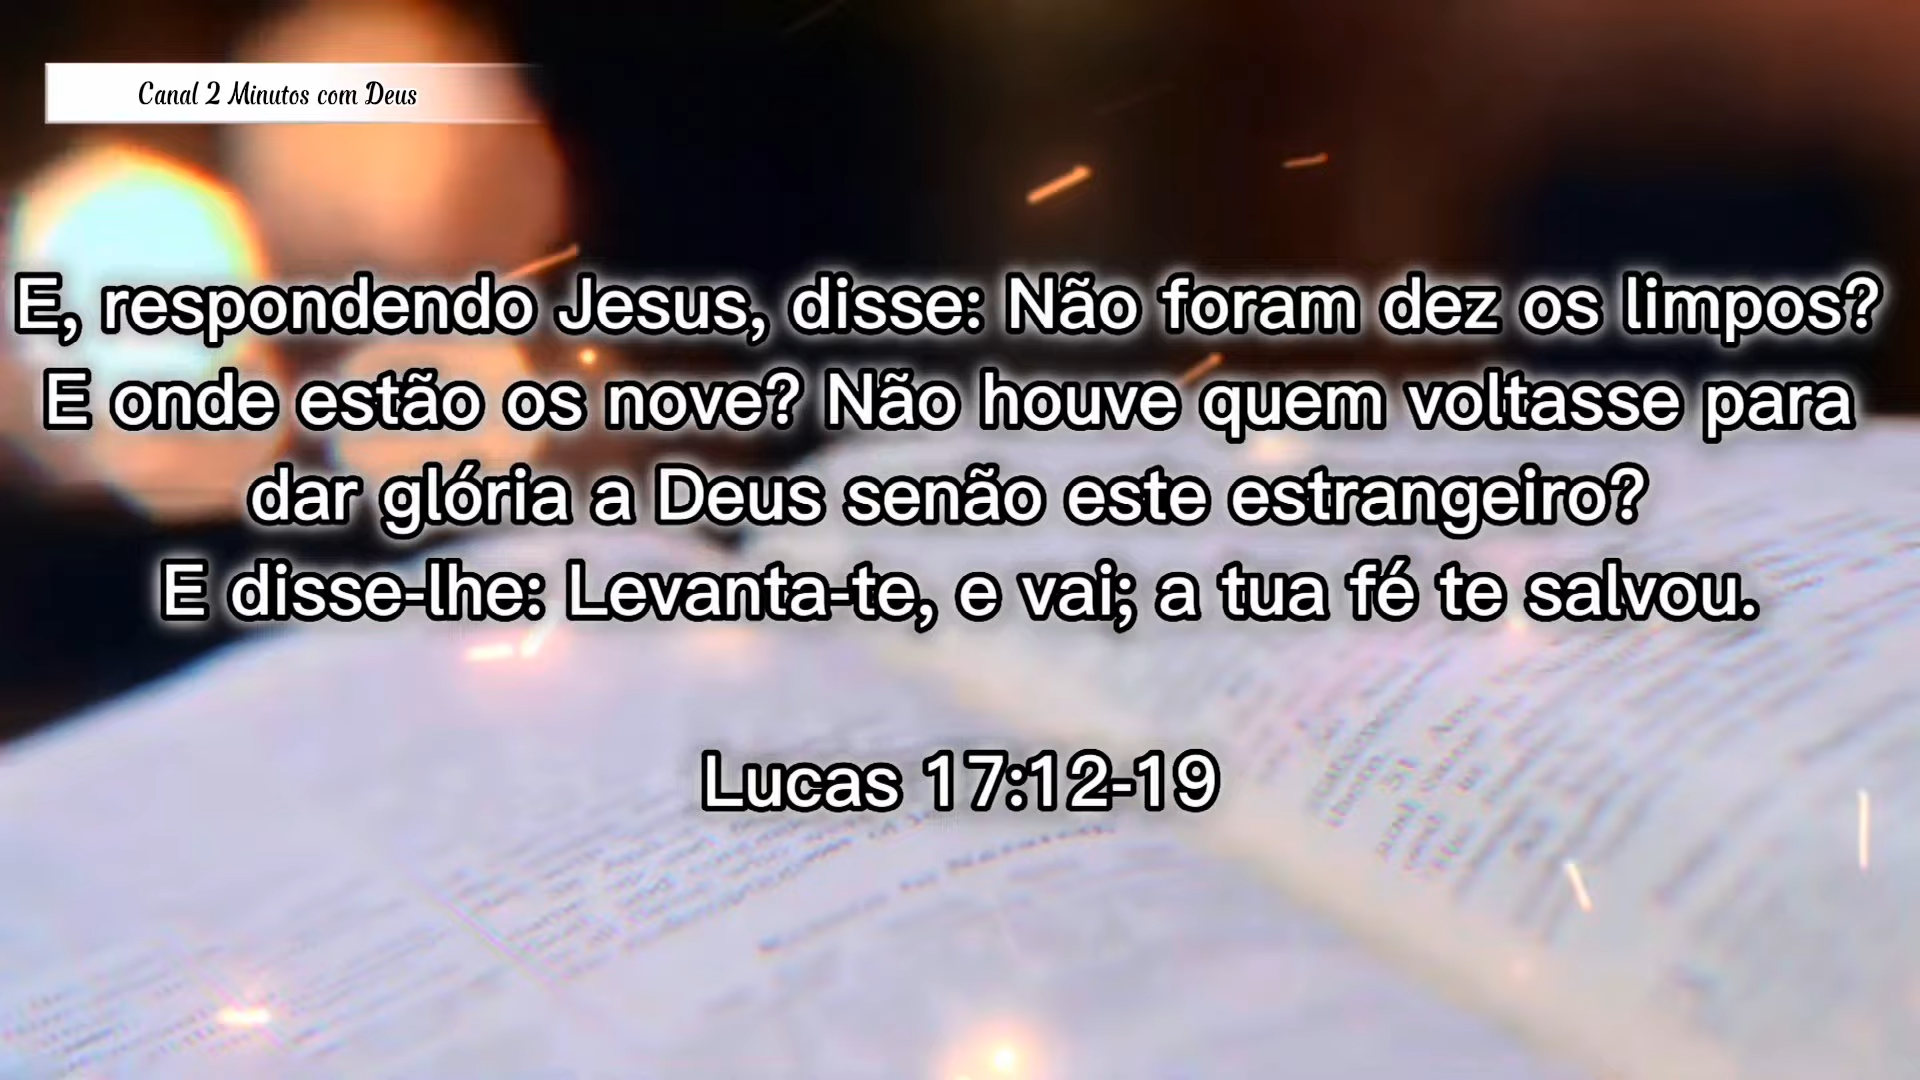 Canal 2 Minutos com Deus
E, respondendo Jesus, disse: Não foram dez os limpos?
E onde estão os nove? Não houve quem voltasse para
dar glória a Deus senão este estrangeiro?
E disse-lhe: Levanta-te, e vai; a tua fé te salvou.
Lucas 17:12-19